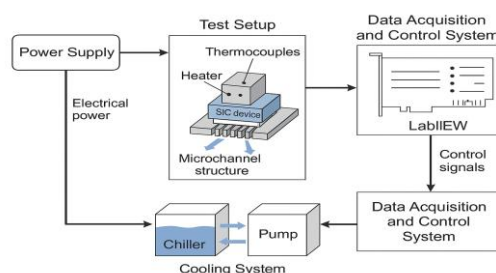 Test Setup
Data Acquisition
and Control System
Power Supply
Thermocouples
Heater
SIC device
Microchannel
structure
LabIIEW
Electrical
power
Control
signals
Data Acquisition
and Control
System
Chiller
Pump
Cooling System